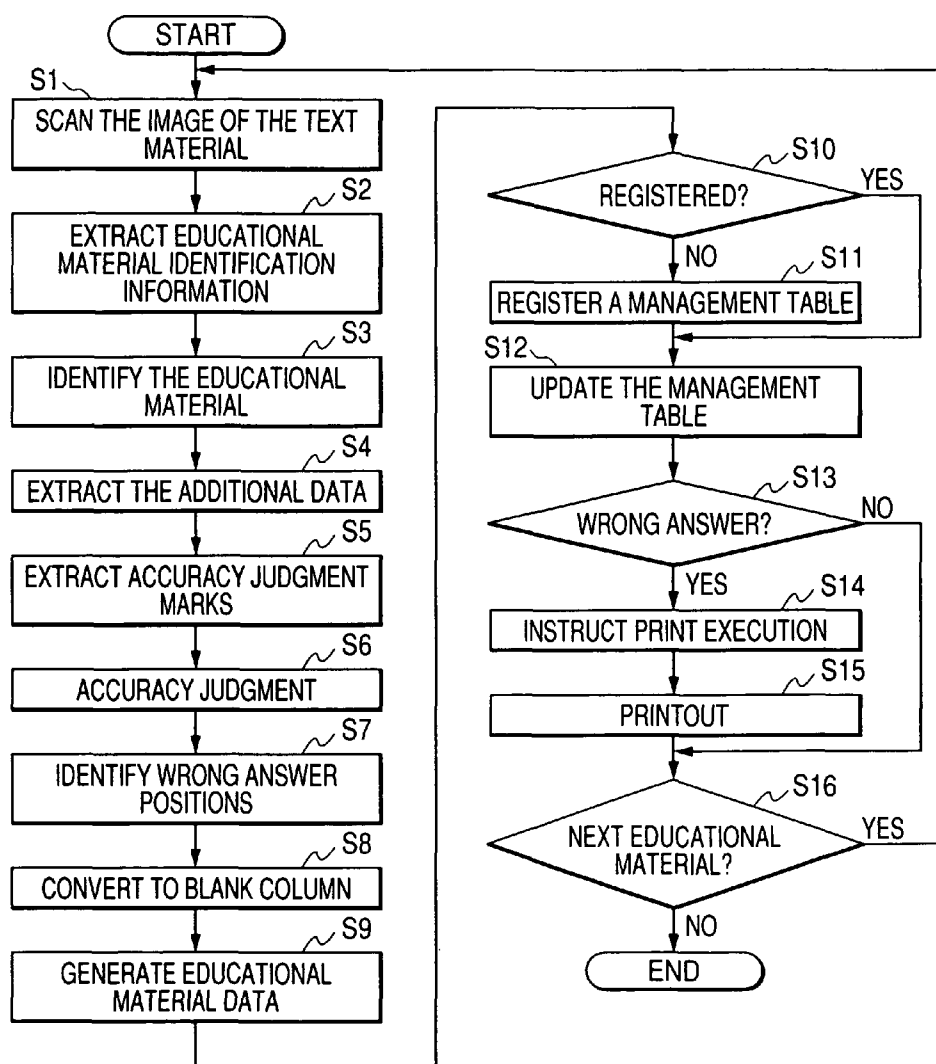 START
S1
SCAN THE IMAGE OF THE TEXT
MATERIAL
S2
EXTRACT EDUCATIONAL
MATERIAL IDENTIFICATION
INFORMATION
S3
IDENTIFY THE EDUCATIONAL
MATERIAL
S4
EXTRACT THE ADDITIONAL DATA
S5
EXTRACT ACCURACY JUDGMENT
MARKS
S6
ACCURACY JUDGMENT
S7
IDENTIFY WRONG ANSWER
POSITIONS
S8
CONVERT TO BLANK COLUMN
S9
GENERATE EDUCATIONAL
MATERIAL DATA
S10
REGISTERED?
YES
NO
S11
REGISTER A MANAGEMENT TABLE
S12
UPDATE THE MANAGEMENT
TABLE
S13
WRONG ANSWER?
NO
YES
S14
INSTRUCT PRINT EXECUTION
S15
PRINTOUT
S16
NEXT EDUCATIONAL
MATERIAL?
YES
NO
END